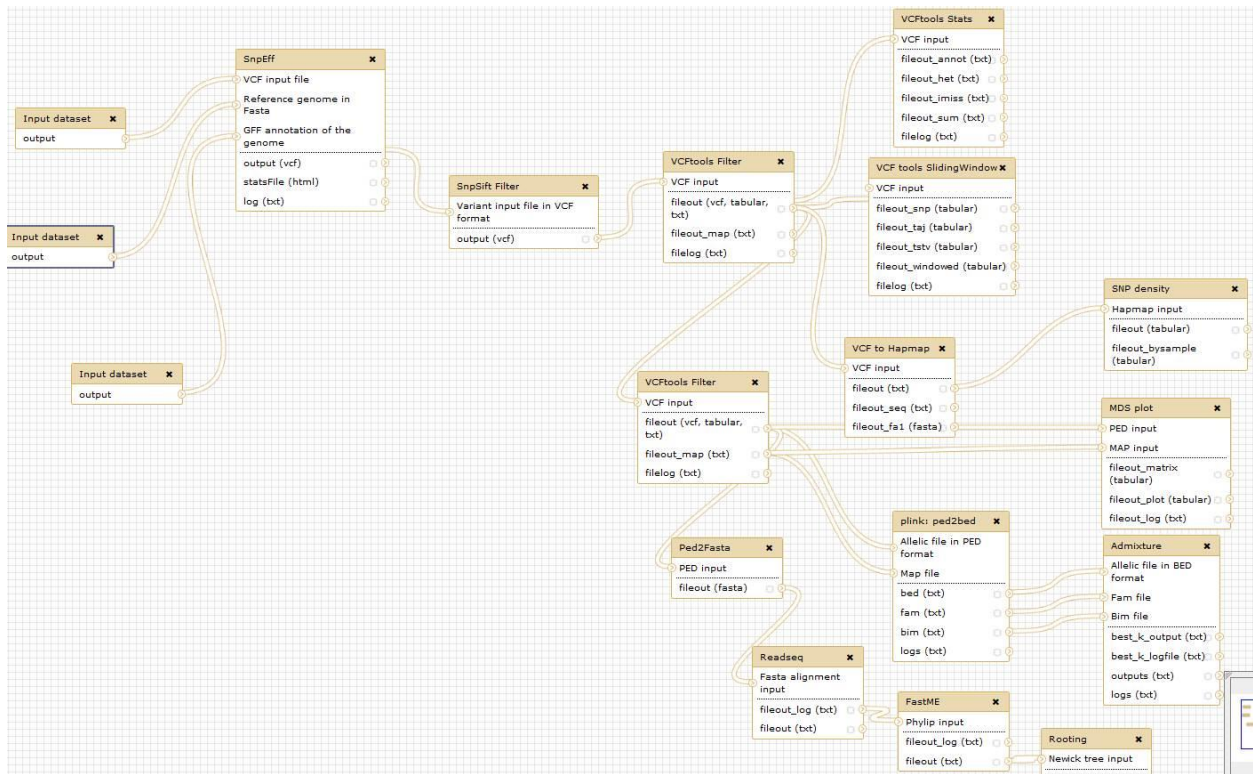 Input dataset
output
Input dataset
output
Input dataset
output
SnpEff
VCF input file
Reference genome in
Fasta
GFF annotation of the
genome
output (vcf)
statsFile (html)
log (txt)
SnpSift Filter
Variant input file in VCF
format
output (vcf)
VCFtools Filter
VCF input
fileout (vcf, tabular,
txt)
fileout_map (txt)
filelog (txt)
VCFtools Stats
VCF input
fileout_annot (txt)
fileout_het (txt)
fileout_imiss (txt)
fileout_sum (txt)
filelog (txt)
VCF tools SlidingWindow
VCF input
fileout_snp (tabular)
fileout_taj (tabular)
fileout_tstv (tabular)
fileout_windowed (tabular)
filelog (txt)
VCF to Hapmap
VCF input
fileout (txt)
fileout_seq (txt)
fileout_fa1 (fasta)
SNP density
Hapmap input
fileout (tabular)
fileout_bysample
(tabular)
VCFtools Filter
VCF input
fileout (vcf, tabular,
txt)
fileout_map (txt)
filelog (txt)
MDS plot
PED input
MAP input
fileout_matrix
(tabular)
fileout_plot (tabular)
fileout_log (txt)
Ped2Fasta
PED input
fileout (fasta)
plink: ped2bed
Allelic file in PED
format
Map file
bed (txt)
fam (txt)
bim (txt)
logs (txt)
Admixture
Allelic file in BED
format
Fam file
Bim file
best_k_output (txt)
best_k_logfile (txt)
outputs (txt)
logs (txt)
Readseq
Fasta alignment
input
fileout_log (txt)
fileout (txt)
FastME
Phylip input
fileout_log (txt)
fileout (txt)
Rooting
Newick tree input